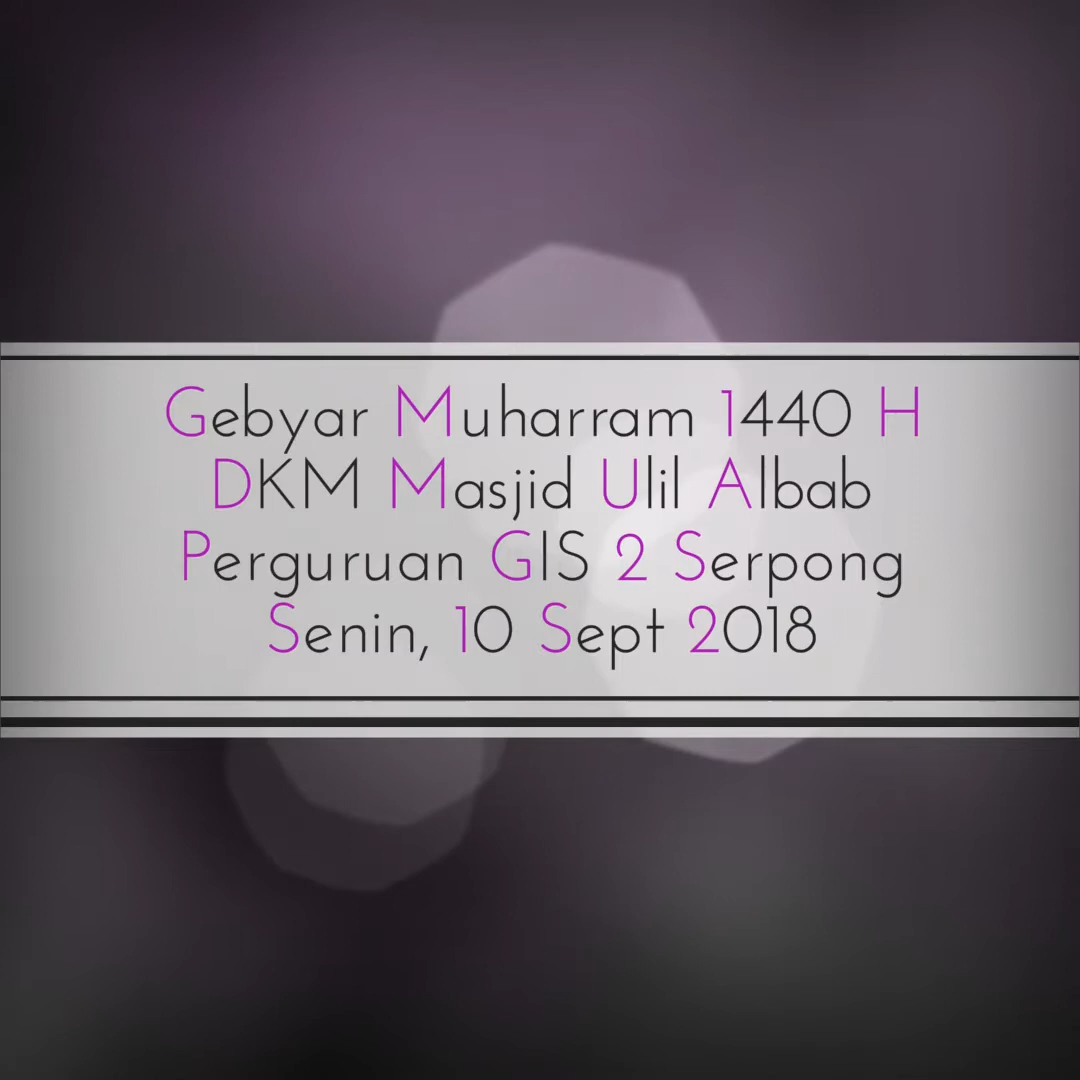 Gebyar Muharram 1440 H
DKM Masjid Ulil Albab
Perguruan GIS 2 Serpong
Senin, 10 Sept 2018